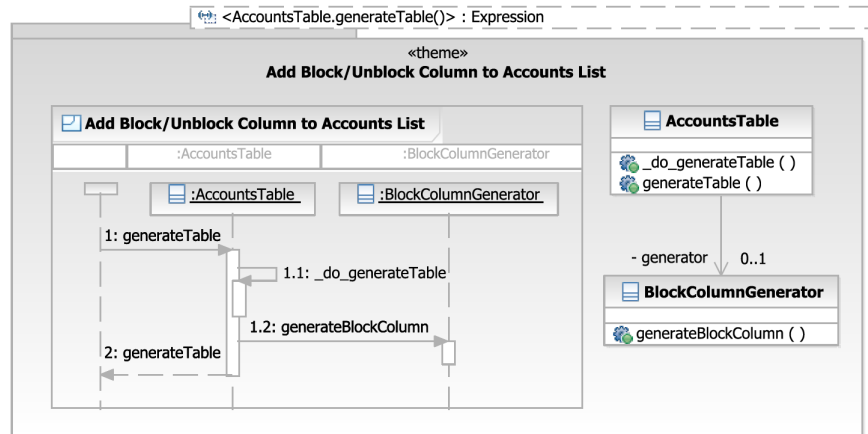 <AccountsTable.generateTable()> : Expression
«theme»
Add Block/Unblock Column to Accounts List
Add Block/Unblock Column to Accounts List
:AccountsTable
:BlockColumnGenerator
:AccountsTable
:BlockColumnGenerator
1: generateTable
1.1: _do_generateTable
1.2: generateBlockColumn
2: generateTable
AccountsTable
_do_generateTable ( )
generateTable ( )
- generator
0..1
BlockColumnGenerator
generateBlockColumn ( )